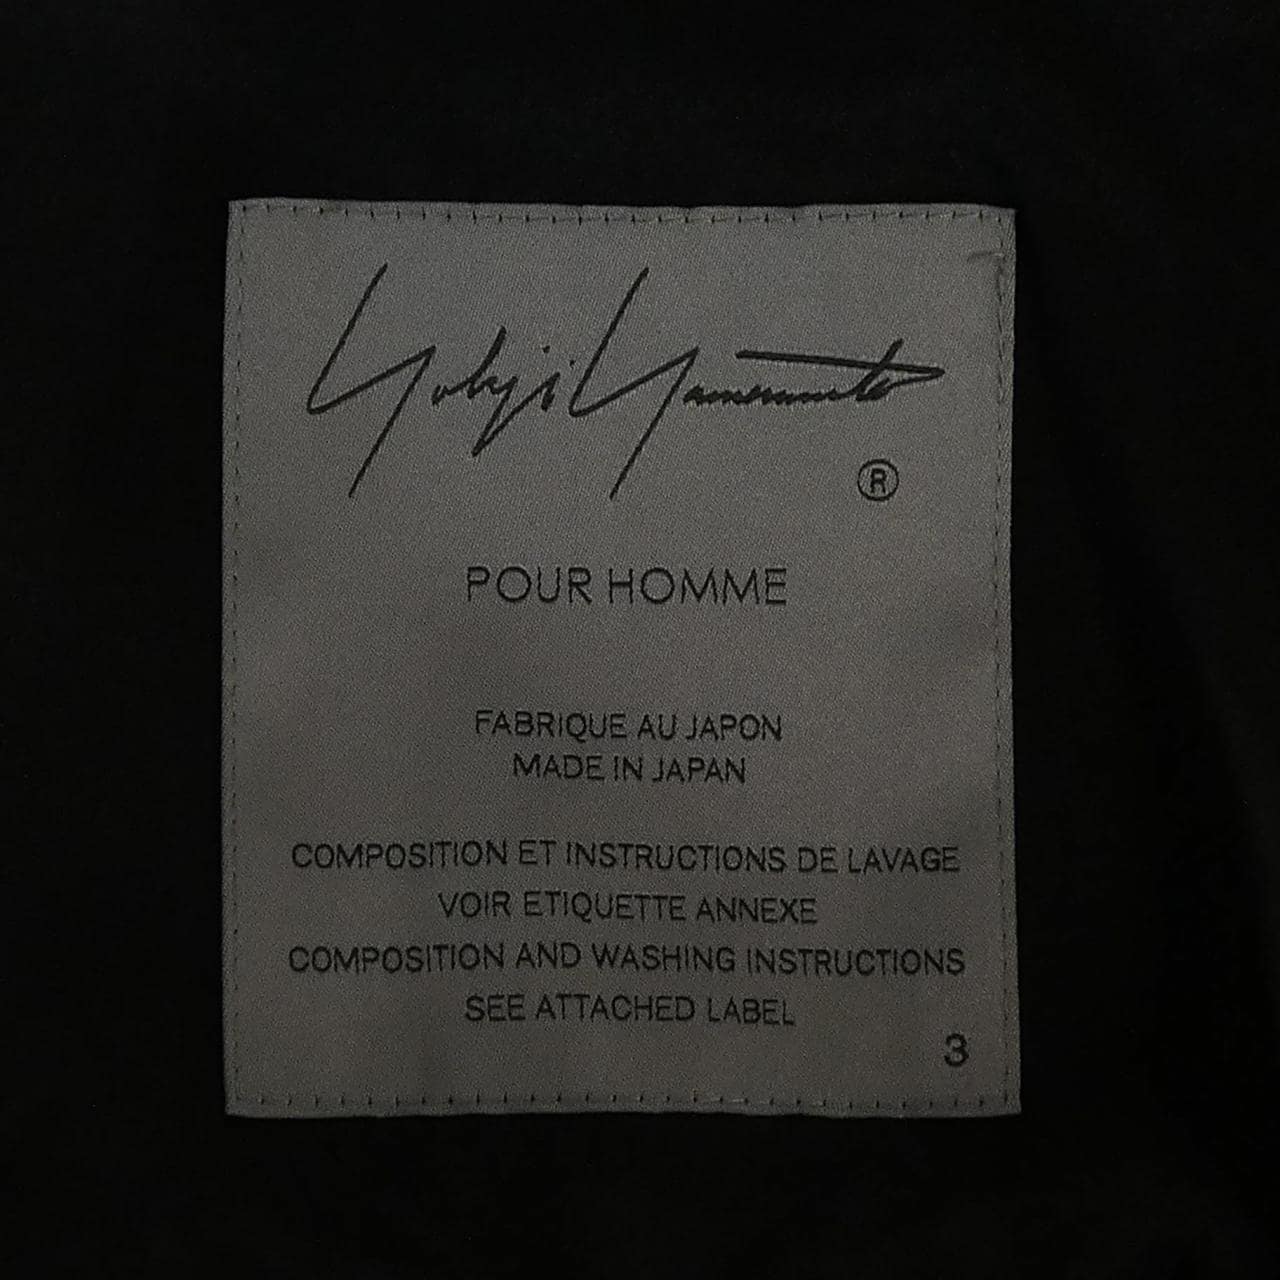 Yohji Yamamoto
®
POUR HOMME
FABRIQUE AU JAPON
MADE IN JAPAN
COMPOSITION ET INSTRUCTIONS DE LAVAGE
VOIR ETIQUETTE ANNEXE
COMPOSITION AND WASHING INSTRUCTIONS
SEE ATTACHED LABEL
3